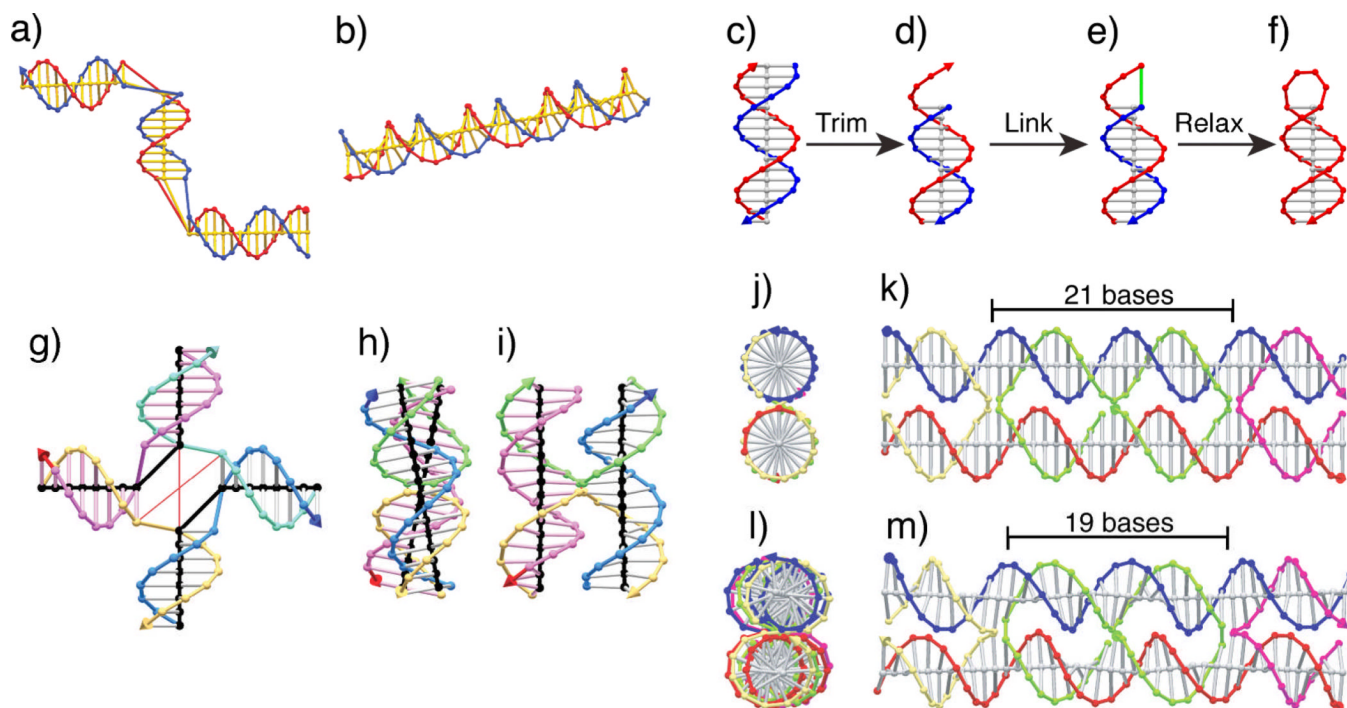 a)
b)
c)
d)
e)
f)
Trim
Link
Relax
g)
h)
i)
j)
k)
21 bases
l)
m)
19 bases